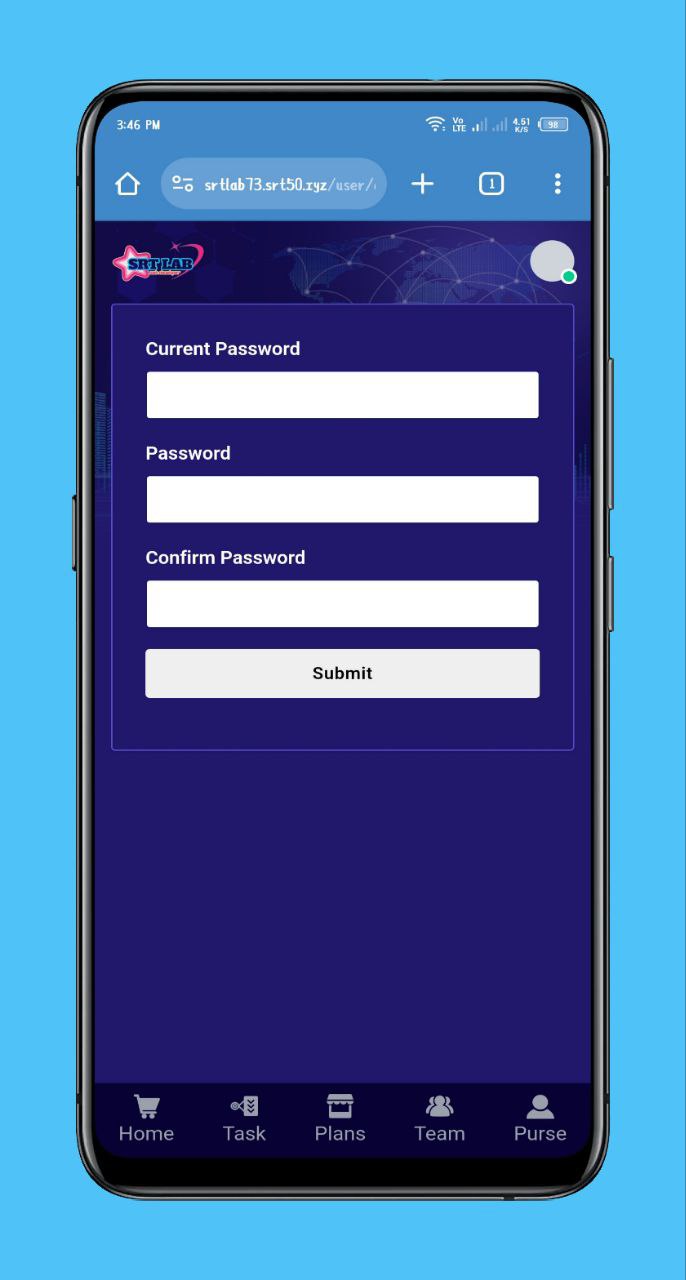 3:46 PM
Vo LTE 4.51 K/S 98
srtlab73.srt50.xyz/user/
1
SRT LAB
Current Password
Password
Confirm Password
Submit
Home Task Plans Team Purse